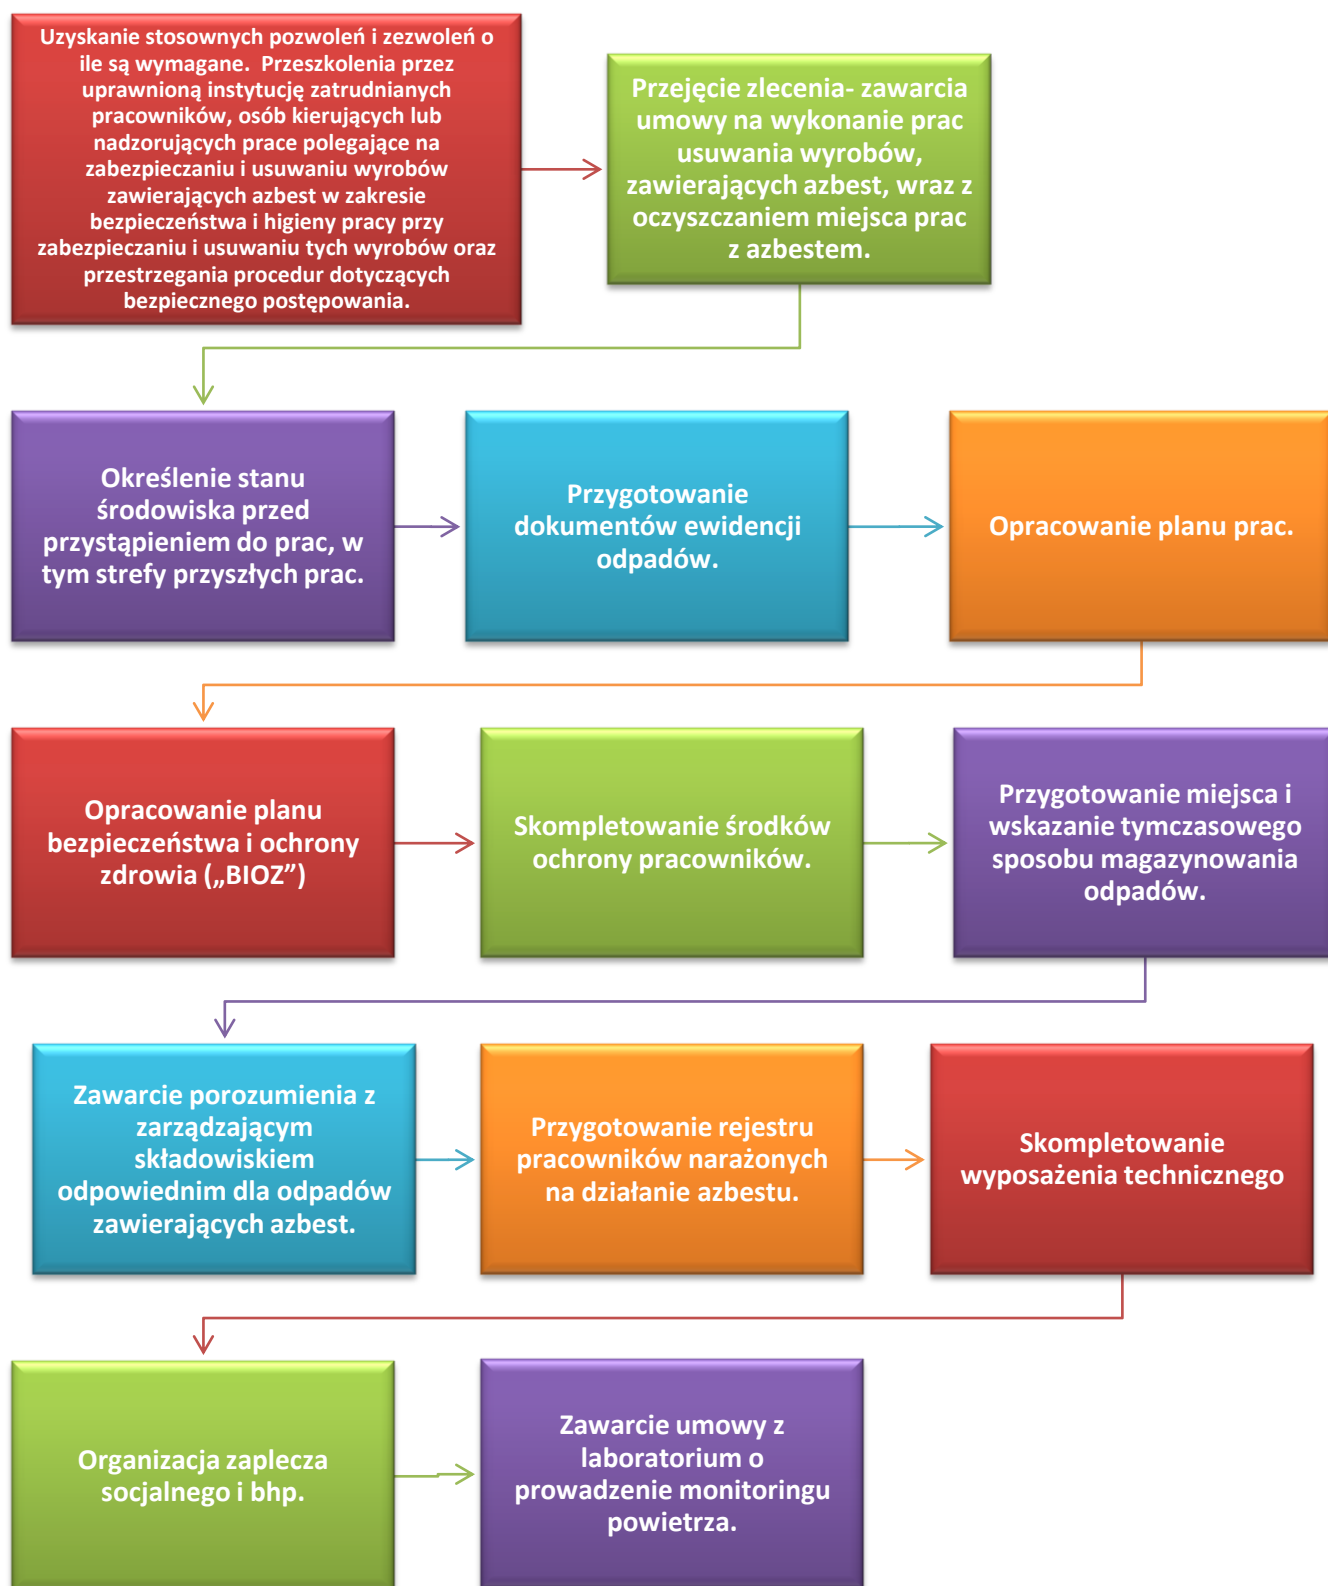 Uzyskanie stosownych pozwoleń i zezwoleń o
ile są wymagane. Przeszkolenia przez
uprawnioną instytucję zatrudnianych
pracowników, osób kierujących lub
nadzorujących prace polegające na
zabezpieczaniu i usuwaniu wyrobów
zawierających azbest w zakresie
bezpieczeństwa i higieny pracy przy
zabezpieczaniu i usuwaniu tych wyrobów oraz
przestrzegania procedur dotyczących
bezpiecznego postępowania.
Przejęcie zlecenia- zawarcia
umowy na wykonanie prac
usuwania wyrobów,
zawierających azbest, wraz z
oczyszczaniem miejsca prac
z azbestem.
Określenie stanu
środowiska przed
przystąpieniem do prac, w
tym strefy przyszłych prac.
Przygotowanie
dokumentów ewidencji
odpadów.
Opracowanie planu prac.
Opracowanie planu
bezpieczeństwa i ochrony
zdrowia („BIOZ”)
Skompletowanie środków
ochrony pracowników.
Przygotowanie miejsca i
wskazanie tymczasowego
sposobu magazynowania
odpadów.
Zawarcie porozumienia z
zarządzającym
składowiskiem
odpowiednim dla odpadów
zawierających azbest.
Przygotowanie rejestru
pracowników narażonych
na działanie azbestu.
Skompletowanie
wyposażenia technicznego
Organizacja zaplecza
socjalnego i bhp.
Zawarcie umowy z
laboratorium o
prowadzenie monitoringu
powietrza.